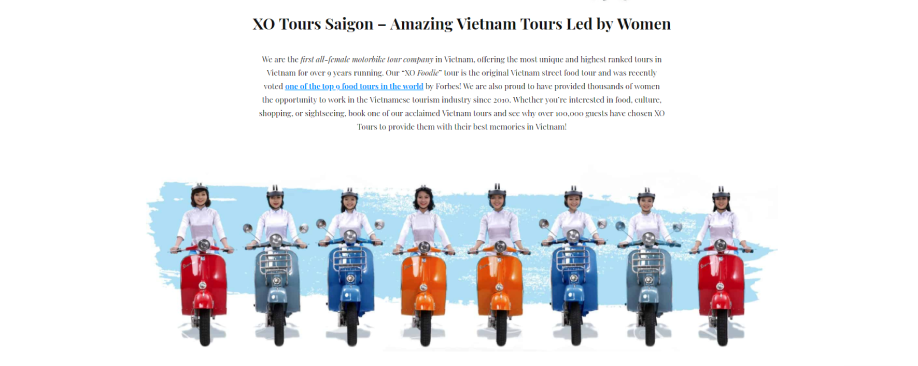 XO Tours Saigon – Amazing Vietnam Tours Led by Women
We are the first all-female motorbike tour company in Vietnam, offering the most unique and highest ranked tours in
Vietnam for over 9 years running. Our “XO Foodie” tour is the original Vietnam street food tour and was recently
voted one of the top 9 food tours in the world by Forbes! We are also proud to have provided thousands of women
the opportunity to work in the Vietnamese tourism industry since 2010. Whether you’re interested in food, culture,
shopping, or sightseeing, book one of our acclaimed Vietnam tours and see why over 100,000 guests have chosen XO
Tours to provide them with their best memories in Vietnam!